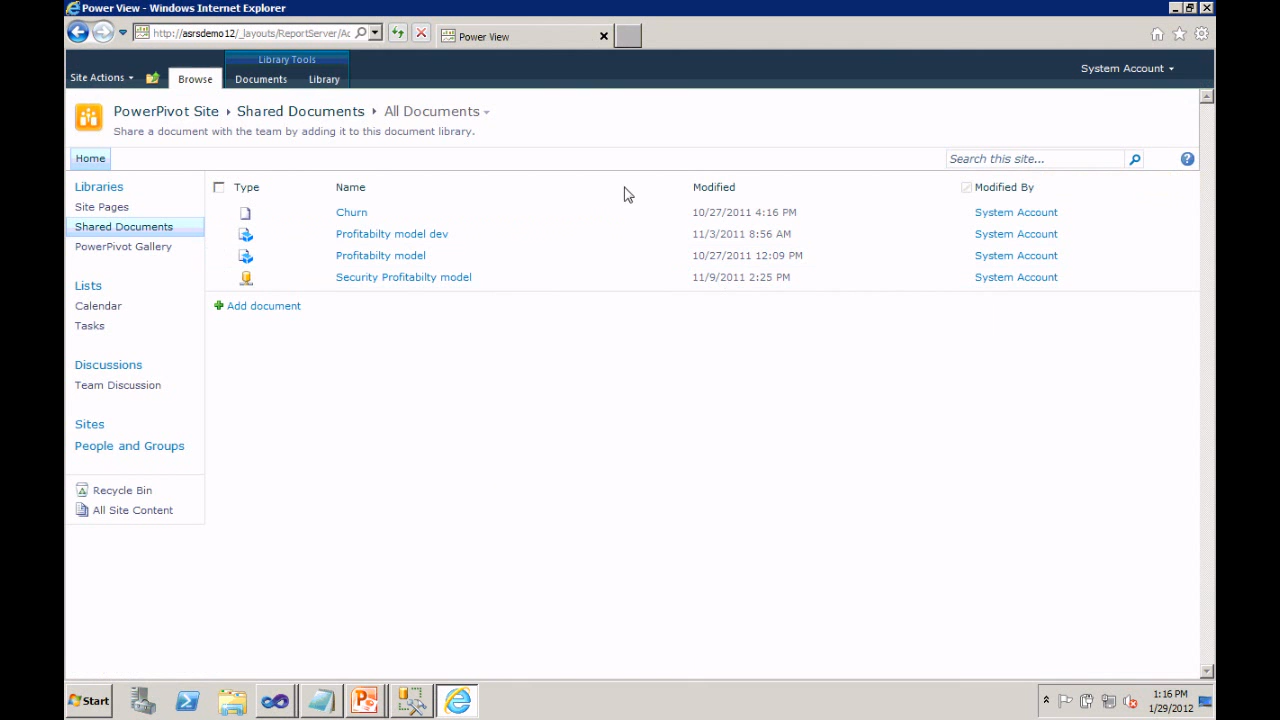 Power View - Windows Internet Explorer
http://asrsdemo12/_layouts/ReportServer/Ac
Power View
Library Tools
Site Actions
Browse
Documents
Library
System Account
PowerPivot Site
Shared Documents
All Documents
Share a document with the team by adding it to this document library.
Home
Search this site...
Libraries
Site Pages
Shared Documents
PowerPivot Gallery
Lists
Calendar
Tasks
Discussions
Team Discussion
Sites
People and Groups
Recycle Bin
All Site Content
Type Name Modified Modified By
Churn 10/27/2011 4:16 PM System Account
Profitabilty model dev 11/3/2011 8:56 AM System Account
Profitabilty model 10/27/2011 12:09 PM System Account
Security Profitabilty model 11/9/2011 2:25 PM System Account
Add document
Start
1:16 PM
1/29/2012